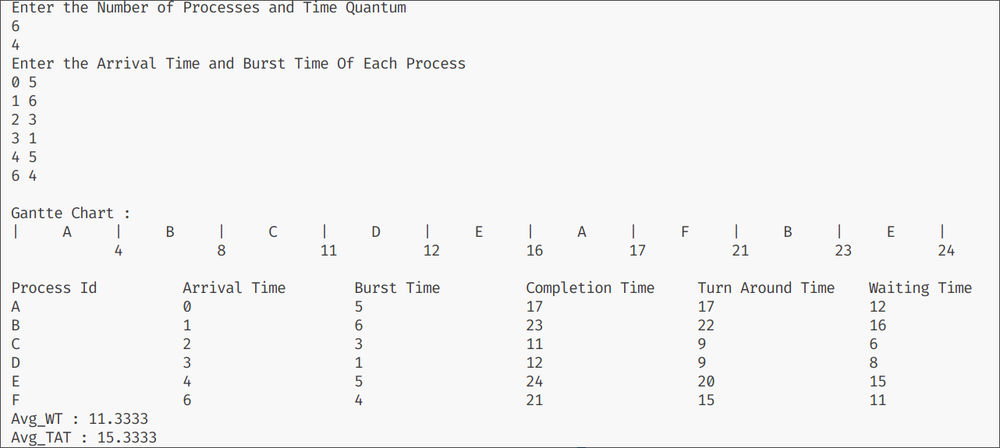 Enter the Number of Processes and Time Quantum
6
4
Enter the Arrival Time and Burst Time Of Each Process
0 5
1 6
2 3
3 1
4 5
6 4
Gantte Chart :
| A | B | C | D | E | A | F | B | E |
4 8 11 12 16 17 21 23 24
Process Id Arrival Time Burst Time Completion Time Turn Around Time Waiting Time
A 0 5 17 17 12
B 1 6 23 22 16
C 2 3 11 9 6
D 3 1 12 9 8
E 4 5 24 20 15
F 6 4 21 15 11
Avg_WT : 11.3333
Avg_TAT : 15.3333